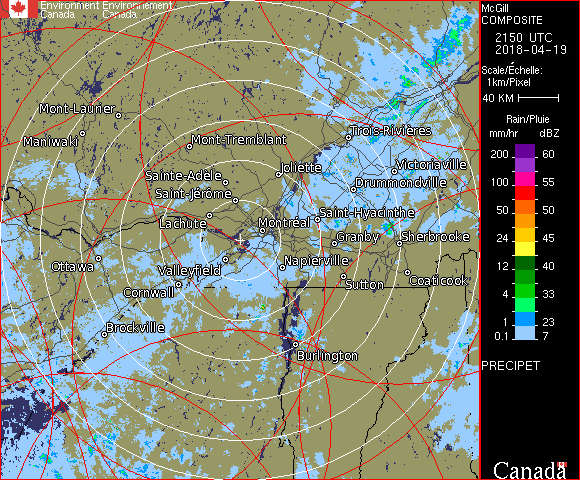 Environment Environnement
Canada Canada
McGill
COMPOSITE
2150 UTC
2018-04-19
Scale/Échelle:
1km/Pixel
40 KM
Rain/Pluie
mm/hr dBZ
200 60
100 55
50 50
24 45
12 40
4 33
1 23
0.1 7
PRECIPET
Canada
Mont-Laurier
Maniwaki
Mont-Tremblant
Trois-Rivières
Joliette
Victoriaville
Sainte-Adèle
Drummondville
Saint-Jérôme
Lachute
Saint-Hyacinthe
Montréal
Granby
Sherbrooke
Ottawa
Valleyfield
Napierville
Cornwall
Sutton
Coaticook
Brockville
Burlington